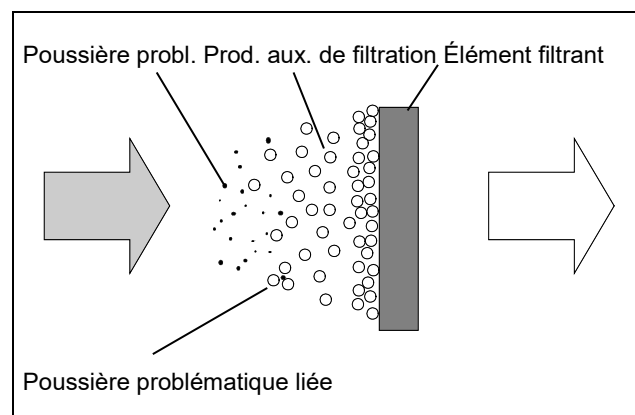 Poussière probl. Prod. aux. de filtration Élément filtrant
Poussière problématique liée